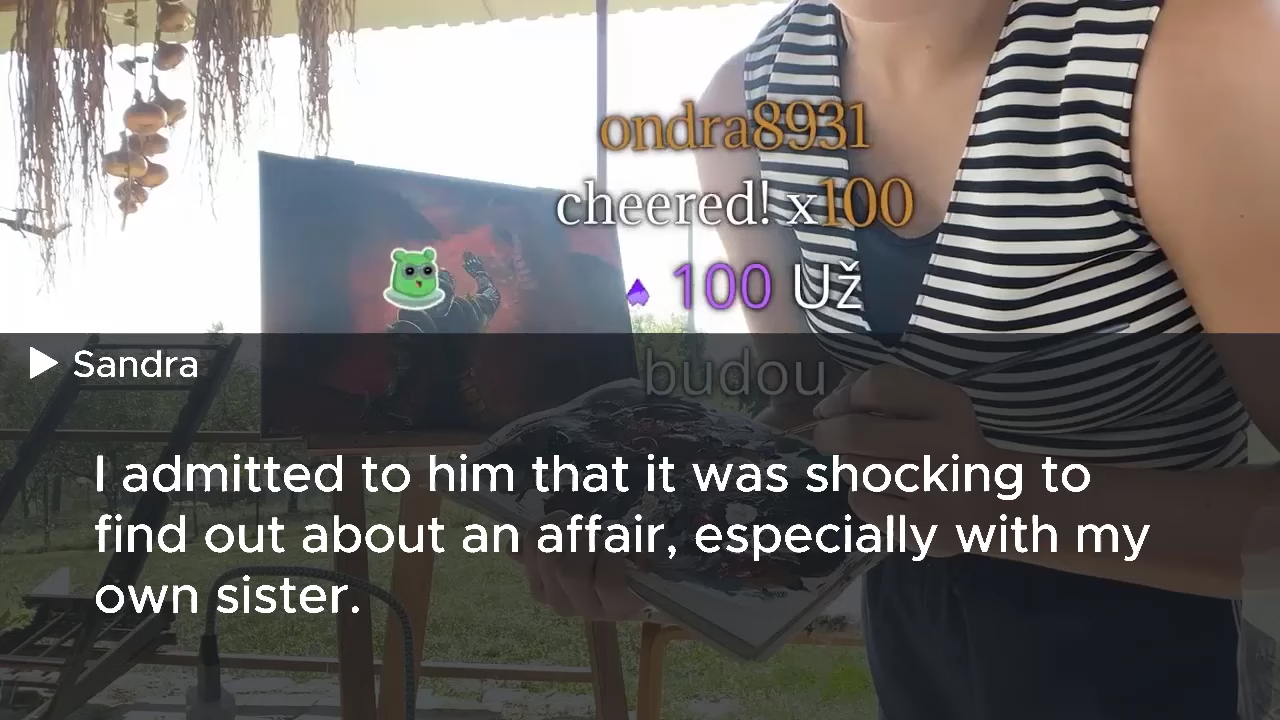 ondra8931
cheered! x100
100 Už
budou
Sandra
I admitted to him that it was shocking to
find out about an affair, especially with my
own sister.